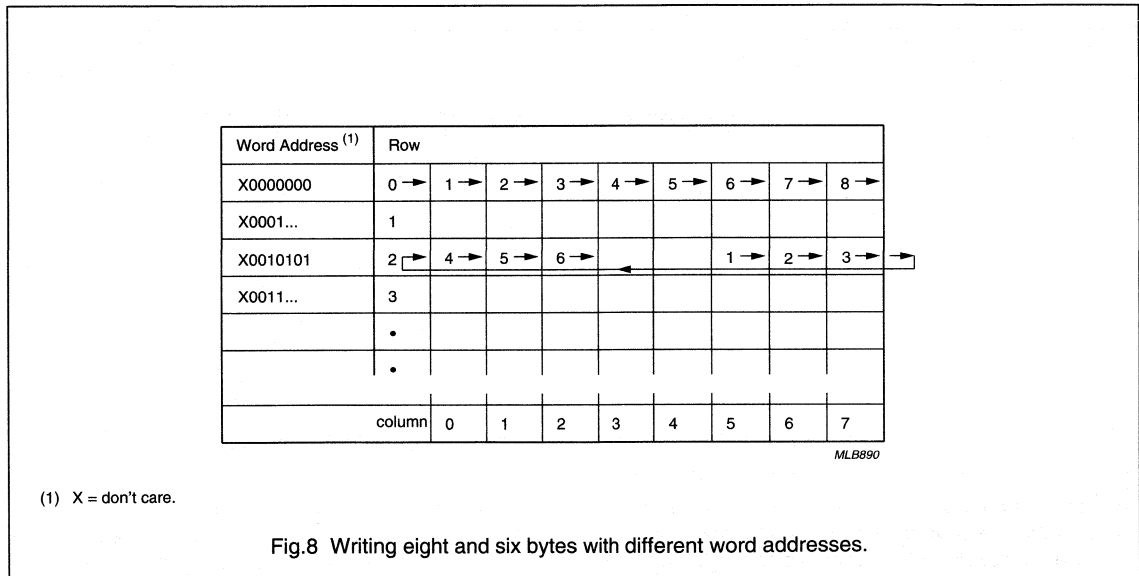 Word Address (1) Row
X0000000 0 1 2 3 4 5 6 7 8
X0001... 1
X0010101 2 4 5 6 1 2 3
X0011... 3
•
•
column 0 1 2 3 4 5 6 7
MLB890
(1) X = don't care.
Fig.8 Writing eight and six bytes with different word addresses.